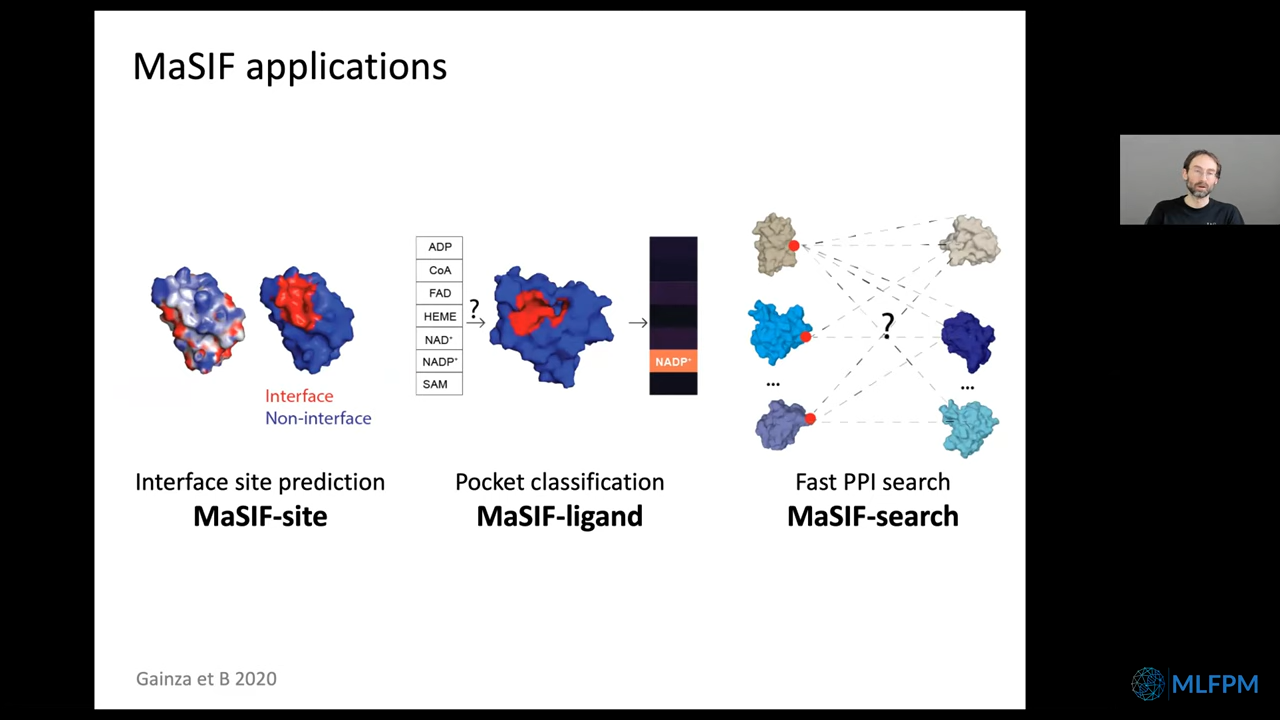 MaSIF applications
ADP
CoA
FAD
HEME
NAD⁺
NADP⁺
SAM
?
NADP⁺
Interface
Non-interface
?
...
...
Interface site prediction
MaSIF-site
Pocket classification
MaSIF-ligand
Fast PPI search
MaSIF-search
Gainza et B 2020
MLFPM